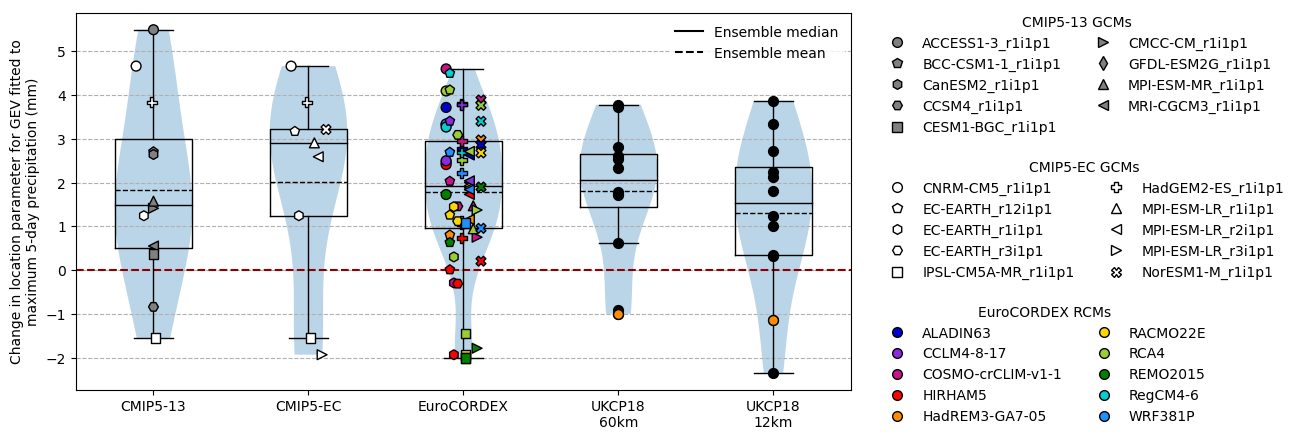 Change in location parameter for GEV fitted to
maximum 5-day precipitation (mm)
5
4
3
2
1
0
−1
−2
Ensemble median
Ensemble mean
CMIP5-13
CMIP5-EC
EuroCORDEX
UKCP18
60km
UKCP18
12km
CMIP5-13 GCMs
ACCESS1-3_r1i1p1
BCC-CSM1-1_r1i1p1
CanESM2_r1i1p1
CCSM4_r1i1p1
CESM1-BGC_r1i1p1
CMCC-CM_r1i1p1
GFDL-ESM2G_r1i1p1
MPI-ESM-MR_r1i1p1
MRI-CGCM3_r1i1p1
CMIP5-EC GCMs
CNRM-CM5_r1i1p1
EC-EARTH_r12i1p1
EC-EARTH_r1i1p1
EC-EARTH_r3i1p1
IPSL-CM5A-MR_r1i1p1
HadGEM2-ES_r1i1p1
MPI-ESM-LR_r1i1p1
MPI-ESM-LR_r2i1p1
MPI-ESM-LR_r3i1p1
NorESM1-M_r1i1p1
EuroCORDEX RCMs
ALADIN63
CCLM4-8-17
COSMO-crCLIM-v1-1
HIRHAM5
HadREM3-GA7-05
RACMO22E
RCA4
REMO2015
RegCM4-6
WRF381P